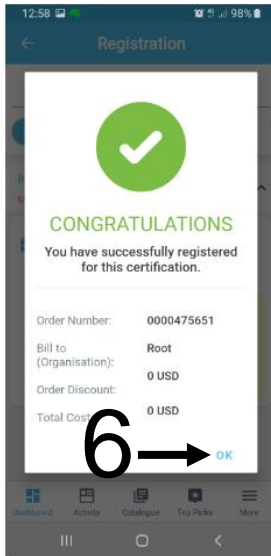 12:58 98%
Registration
CONGRATULATIONS
You have successfully registered
for this certification.
Order Number: 0000475651
Bill to Root
(Organisation):
0 USD
Order Discount:
Total Cost 0 USD
6
OK
Dashboard Activity Catalogue Top Picks More